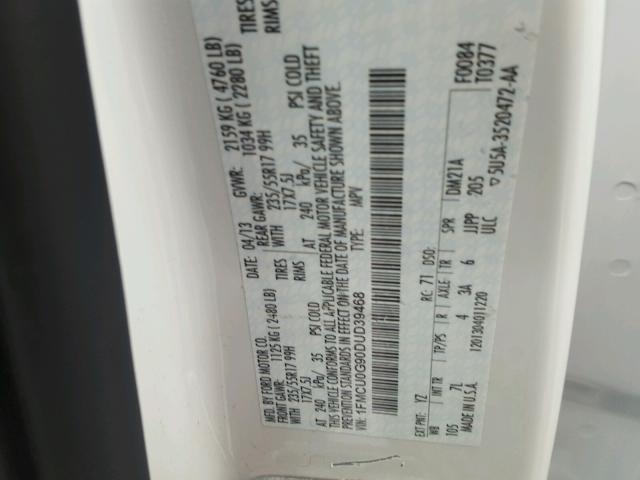 MFD. BY FORD MOTOR CO.
DATE: 04/13 GVWR: 2159 KG ( 4760 LB)
FRONT GAWR: 1125 KG ( 2480 LB) REAR GAWR: 1034 KG ( 2280 LB)
WITH 235/55R17 99H TIRES WITH 235/55R17 99H TIRES
17X7.5J RIMS 17X7.5J RIMS
AT 240 kPa/ 35 PSI COLD AT 240 kPa/ 35 PSI COLD
THIS VEHICLE CONFORMS TO ALL APPLICABLE FEDERAL MOTOR VEHICLE SAFETY AND THEFT
PREVENTION STANDARDS IN EFFECT ON THE DATE OF MANUFACTURE SHOWN ABOVE.
VIN: 1FMCU0G90DUD39468 TYPE: MPV
F0084
T0377
EXT PNT: YZ RC: 71 DSO:
WB TP/PS R AXLE TR SPR DM21A
105 7L 4 3A 6 JJPP 205
MADE IN U.S.A. 1201304011220 ULC 5U5A-3520472-AA